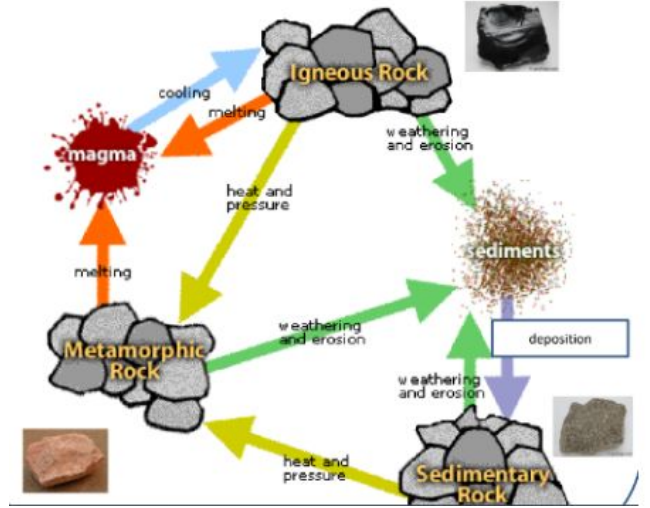 Igneous Rock
cooling
melting
magma
weathering
and erosion
heat and
pressure
sediments
melting
weathering
and erosion
deposition
Metamorphic
Rock
weathering
and erosion
heat and
pressure
Sedimentary
Rock